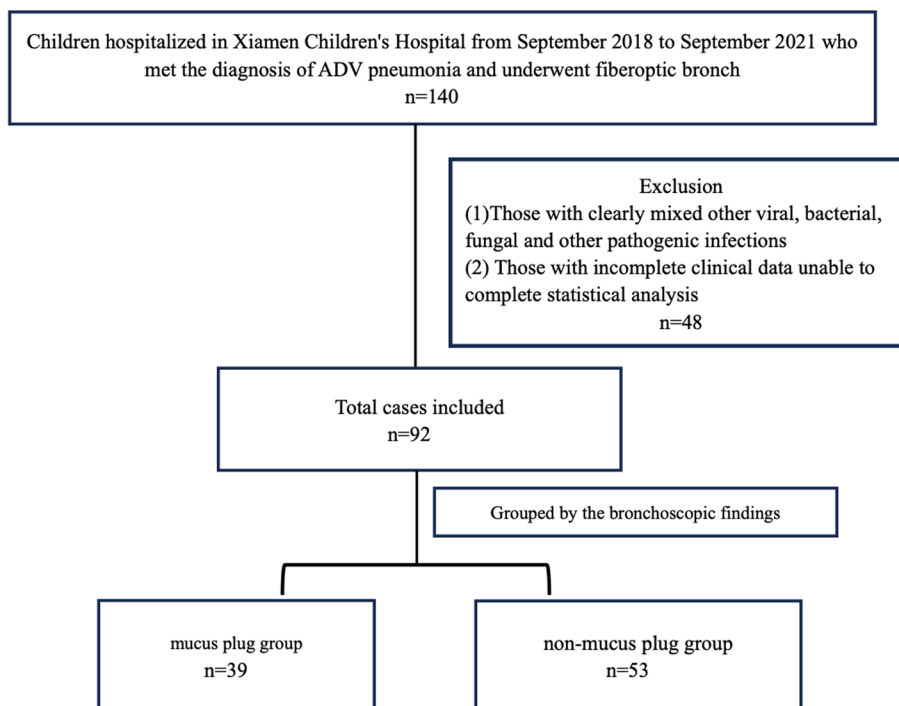 Children hospitalized in Xiamen Children's Hospital from September 2018 to September 2021 who
met the diagnosis of ADV pneumonia and underwent fiberoptic bronch
n=140
Exclusion
(1)Those with clearly mixed other viral, bacterial,
fungal and other pathogenic infections
(2) Those with incomplete clinical data unable to
complete statistical analysis
n=48
Total cases included
n=92
Grouped by the bronchoscopic findings
mucus plug group
n=39
non-mucus plug group
n=53